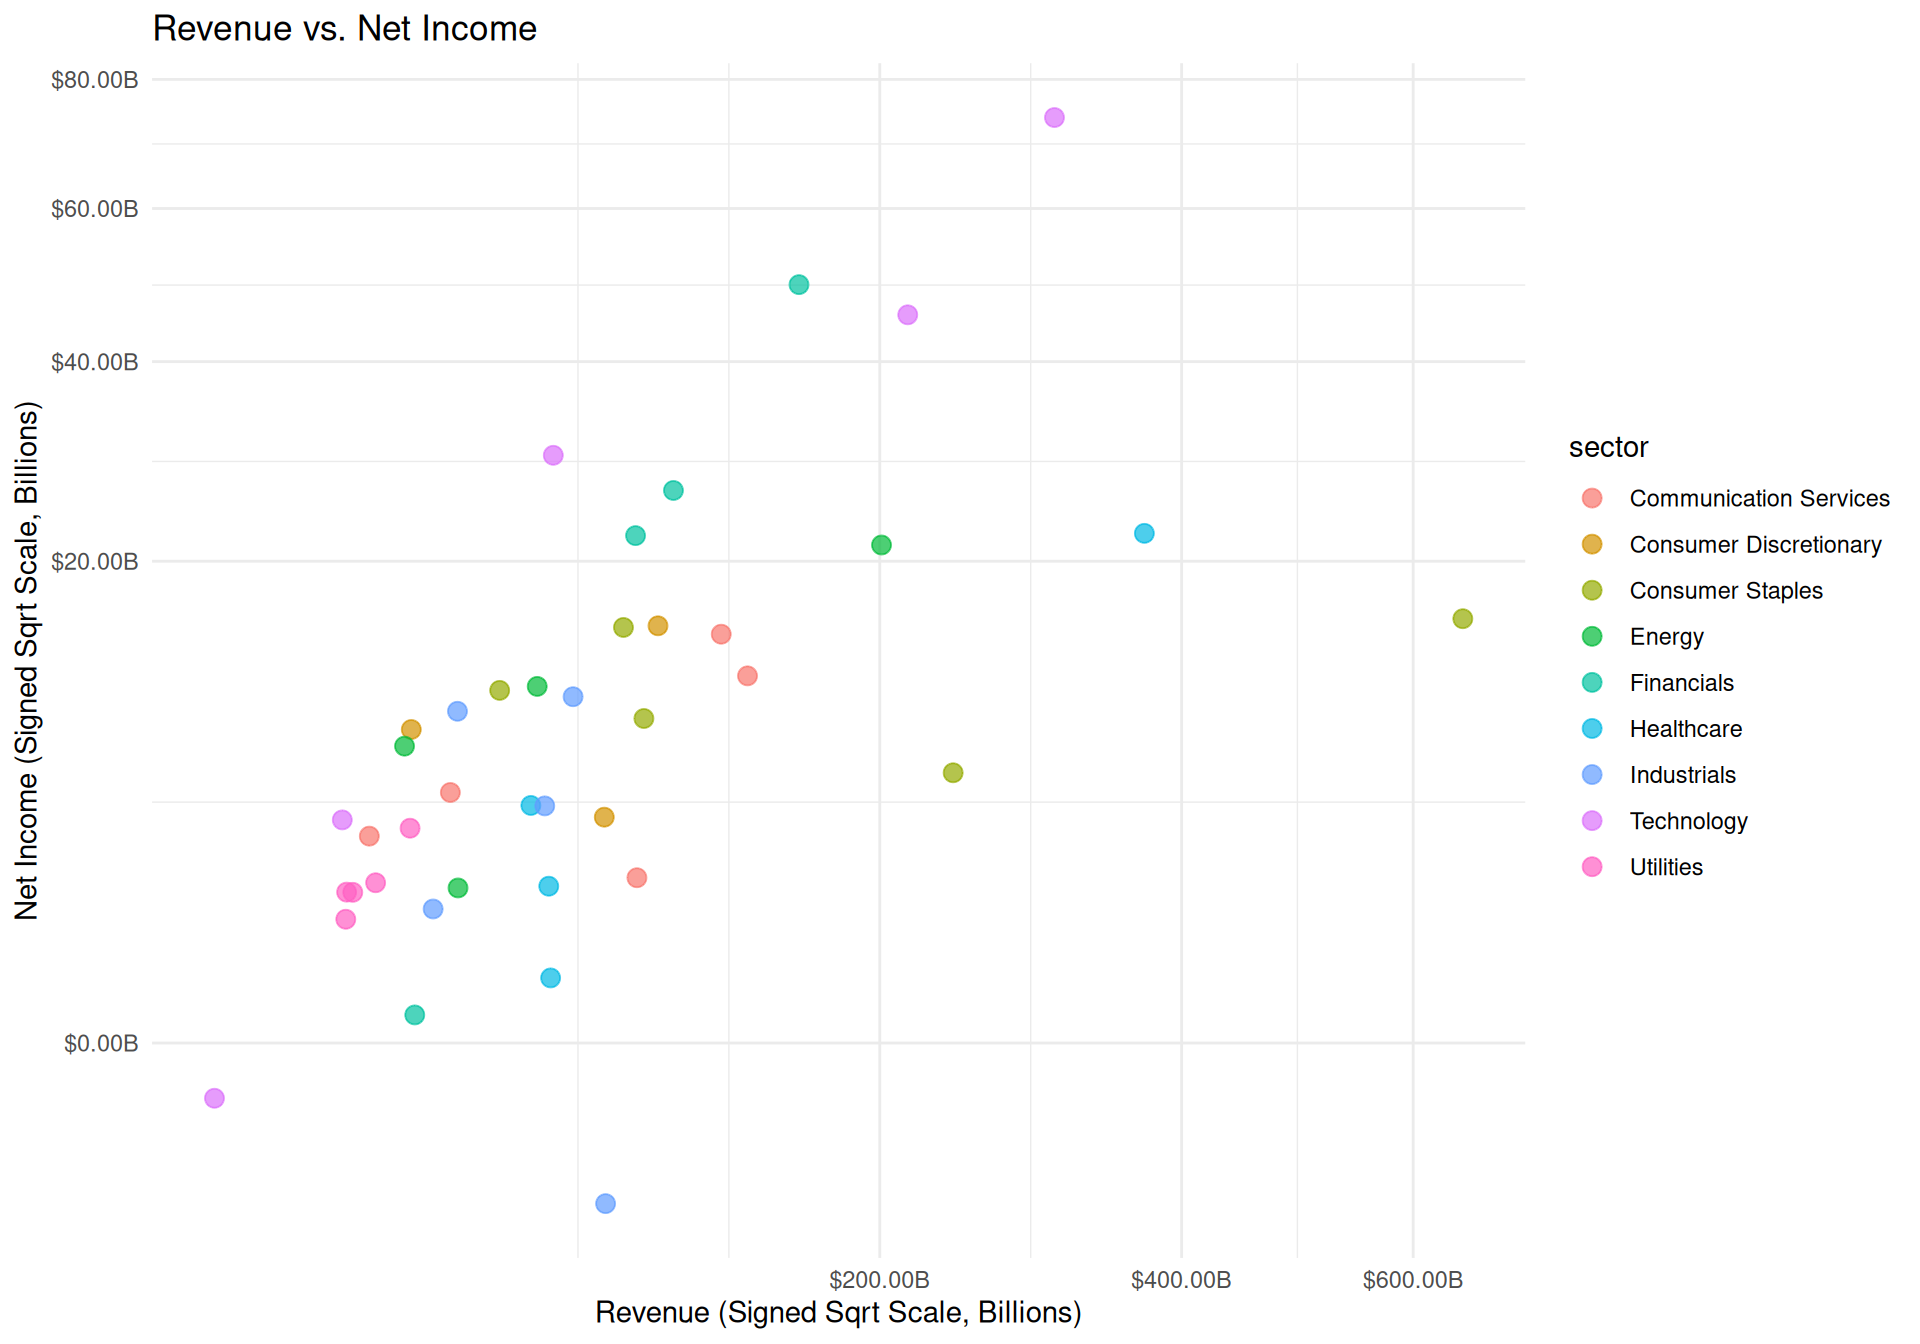 Revenue vs. Net Income
$80.00B
$60.00B
$40.00B
$20.00B
$0.00B
Net Income (Signed Sqrt Scale, Billions)
$200.00B
$400.00B
$600.00B
Revenue (Signed Sqrt Scale, Billions)
sector
Communication Services
Consumer Discretionary
Consumer Staples
Energy
Financials
Healthcare
Industrials
Technology
Utilities